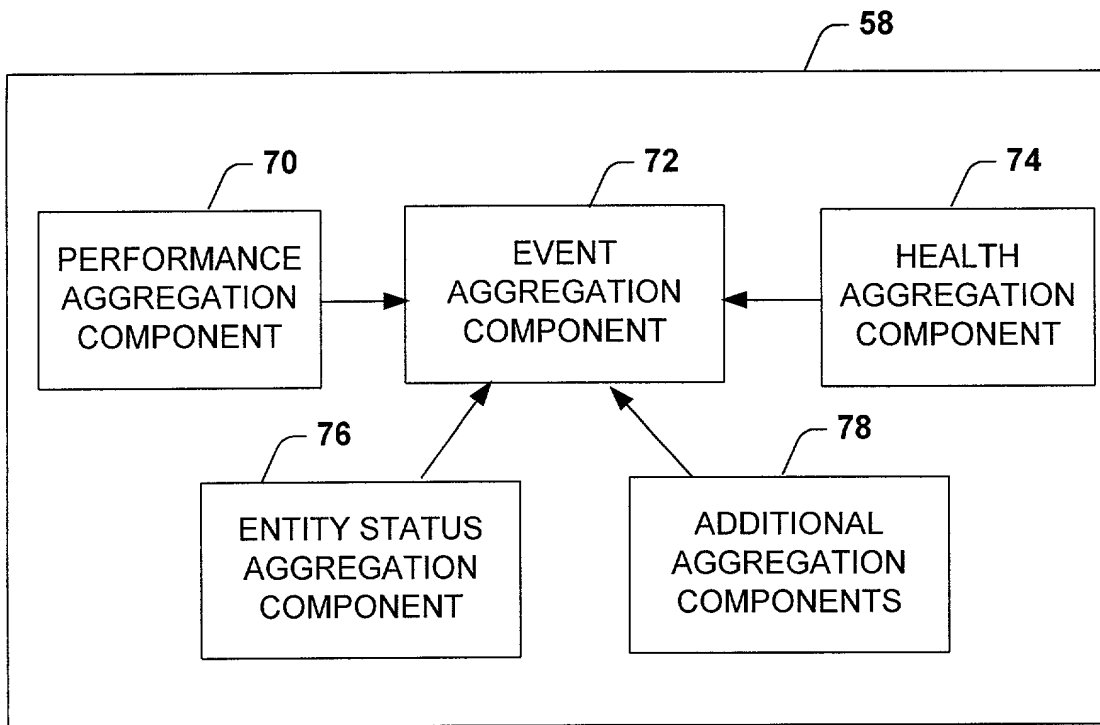 58
70
PERFORMANCE
AGGREGATION
COMPONENT
72
EVENT
AGGREGATION
COMPONENT
74
HEALTH
AGGREGATION
COMPONENT
76
ENTITY STATUS
AGGREGATION
COMPONENT
78
ADDITIONAL
AGGREGATION
COMPONENTS